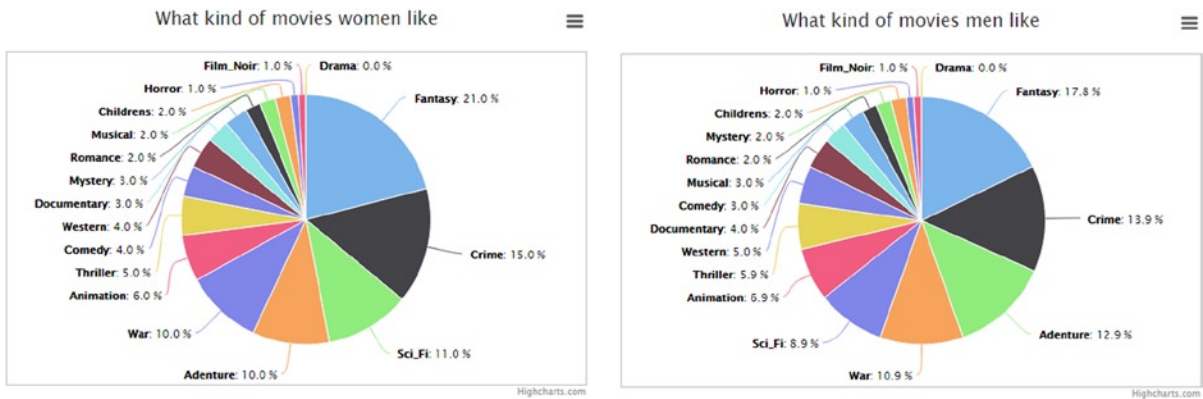 What kind of movies women like
Film_Noir: 1.0 %
Drama: 0.0 %
Horror: 1.0 %
Fantasy: 21.0 %
Childrens: 2.0 %
Musical: 2.0 %
Romance: 2.0 %
Mystery: 3.0 %
Documentary: 3.0 %
Western: 4.0 %
Comedy: 4.0 %
Crime: 15.0 %
Thriller: 5.0 %
Animation: 6.0 %
War: 10.0 %
Sci_Fi: 11.0 %
Adenture: 10.0 %
Highcharts.com
What kind of movies men like
Film_Noir: 1.0 %
Drama: 0.0 %
Horror: 1.0 %
Fantasy: 17.8 %
Childrens: 2.0 %
Mystery: 2.0 %
Romance: 2.0 %
Musical: 3.0 %
Comedy: 3.0 %
Crime: 13.9 %
Documentary: 4.0 %
Western: 5.0 %
Thriller: 5.9 %
Animation: 6.9 %
Adenture: 12.9 %
Sci_Fi: 8.9 %
War: 10.9 %
Highcharts.com